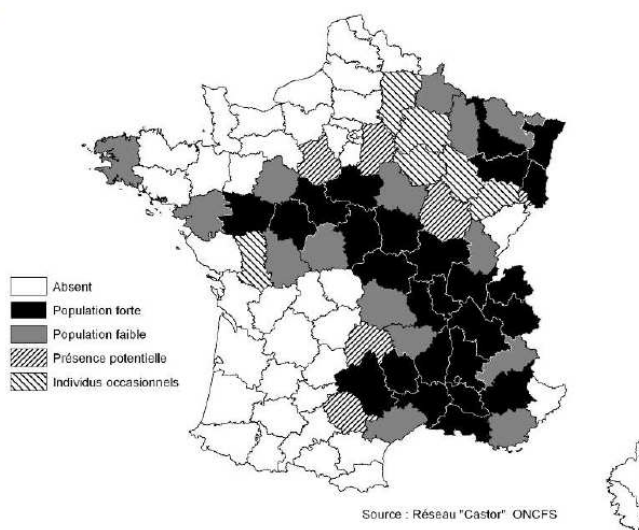 Absent
Population forte
Population faible
Présence potentielle
Individus occasionnels
Source : Réseau "Castor" ONCFS